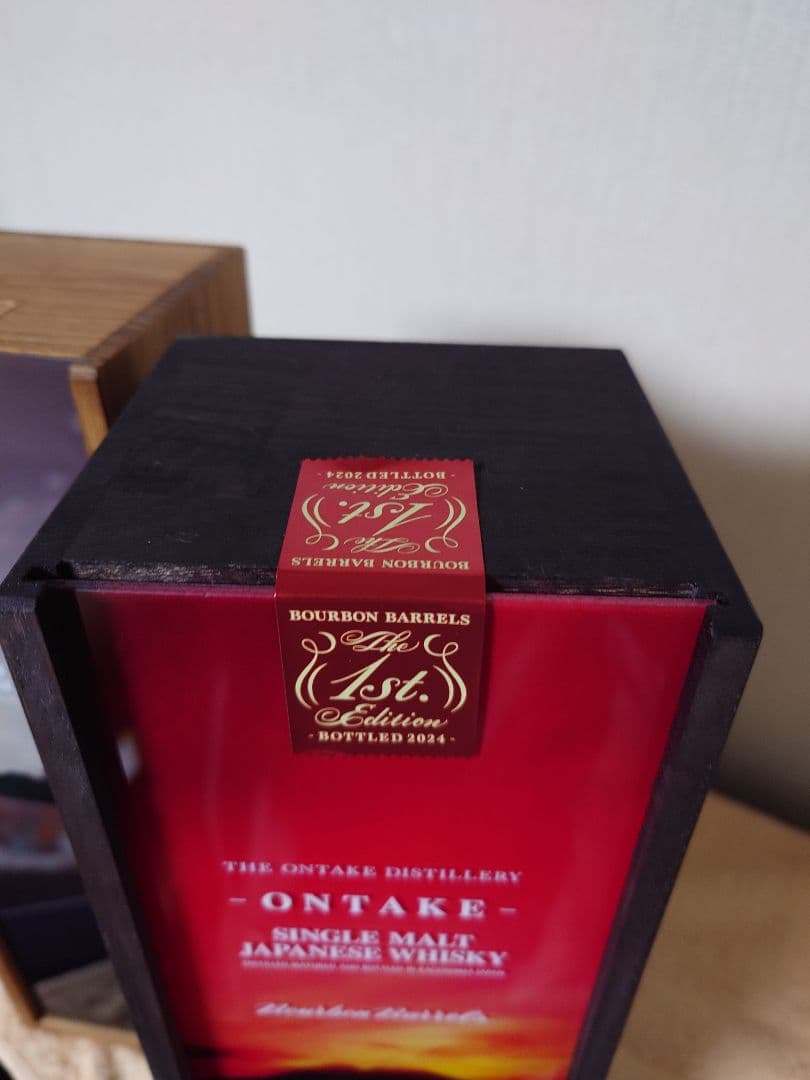 - BOTTLED 2024 -
Edition
1st.
The
BOURBON BARRELS
BOURBON BARRELS
The
1st.
Edition
- BOTTLED 2024 -
THE ONTAKE DISTILLERY
- ONTAKE -
SINGLE MALT
JAPANESE WHISKY
Bourbon Barrels